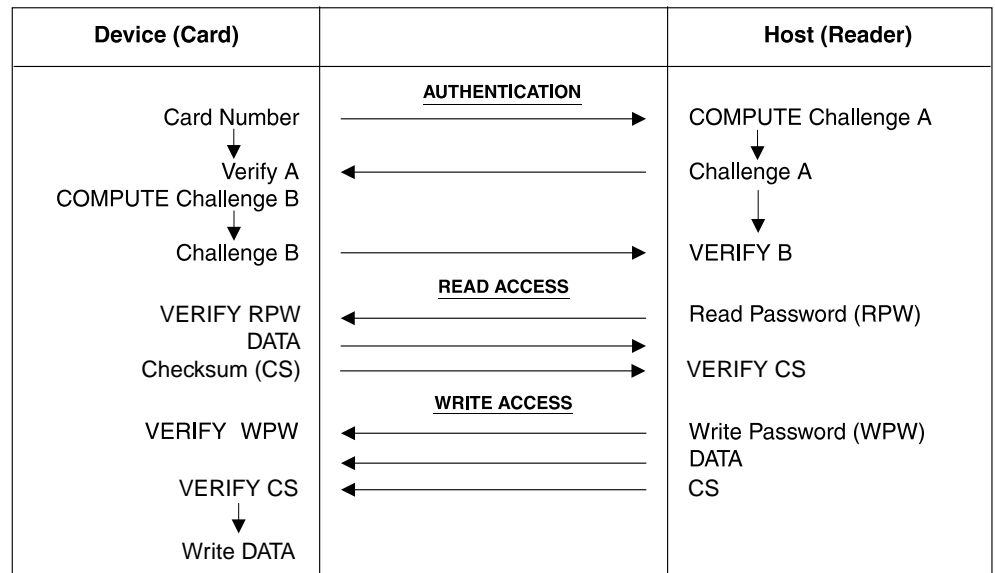 Device (Card) Host (Reader)
AUTHENTICATION
Card Number COMPUTE Challenge A
Verify A Challenge A
COMPUTE Challenge B
Challenge B VERIFY B
READ ACCESS
VERIFY RPW Read Password (RPW)
DATA
Checksum (CS) VERIFY CS
WRITE ACCESS
VERIFY WPW Write Password (WPW)
DATA
VERIFY CS CS
Write DATA